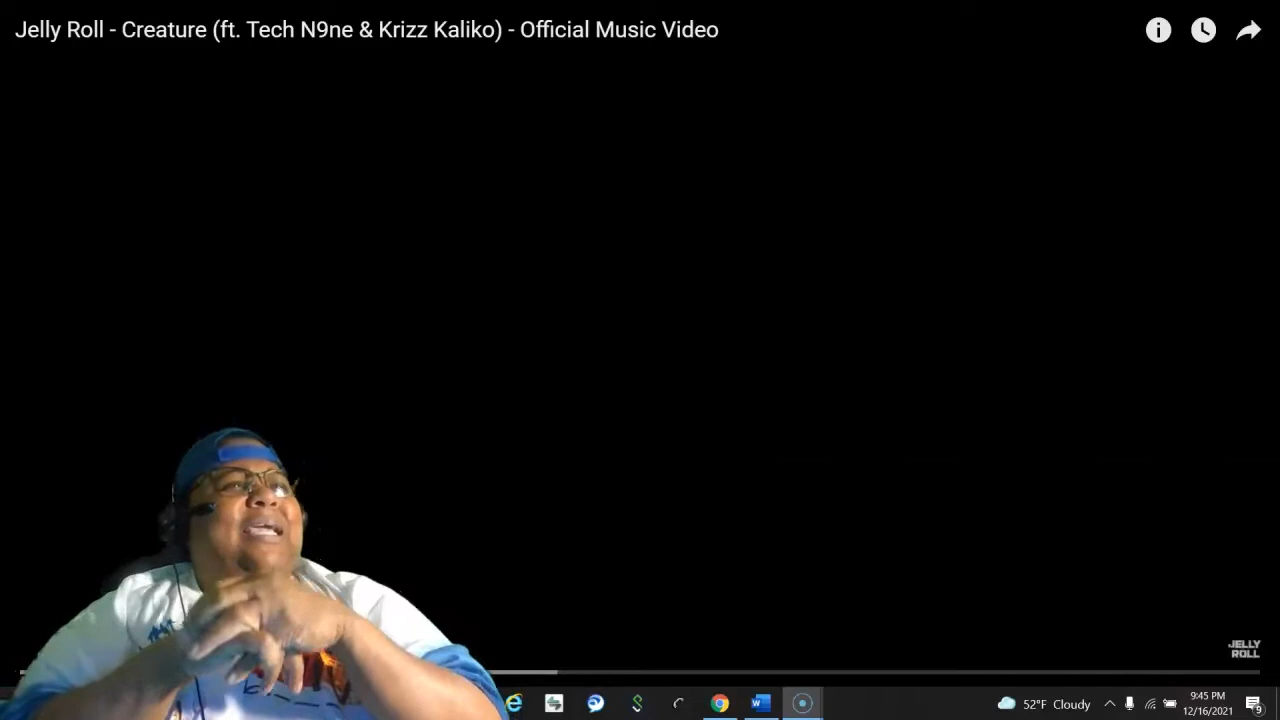 Jelly Roll - Creature (ft. Tech N9ne & Krizz Kaliko) - Official Music Video
JELLY
ROLL
52°F Cloudy
9:45 PM
12/16/2021
9